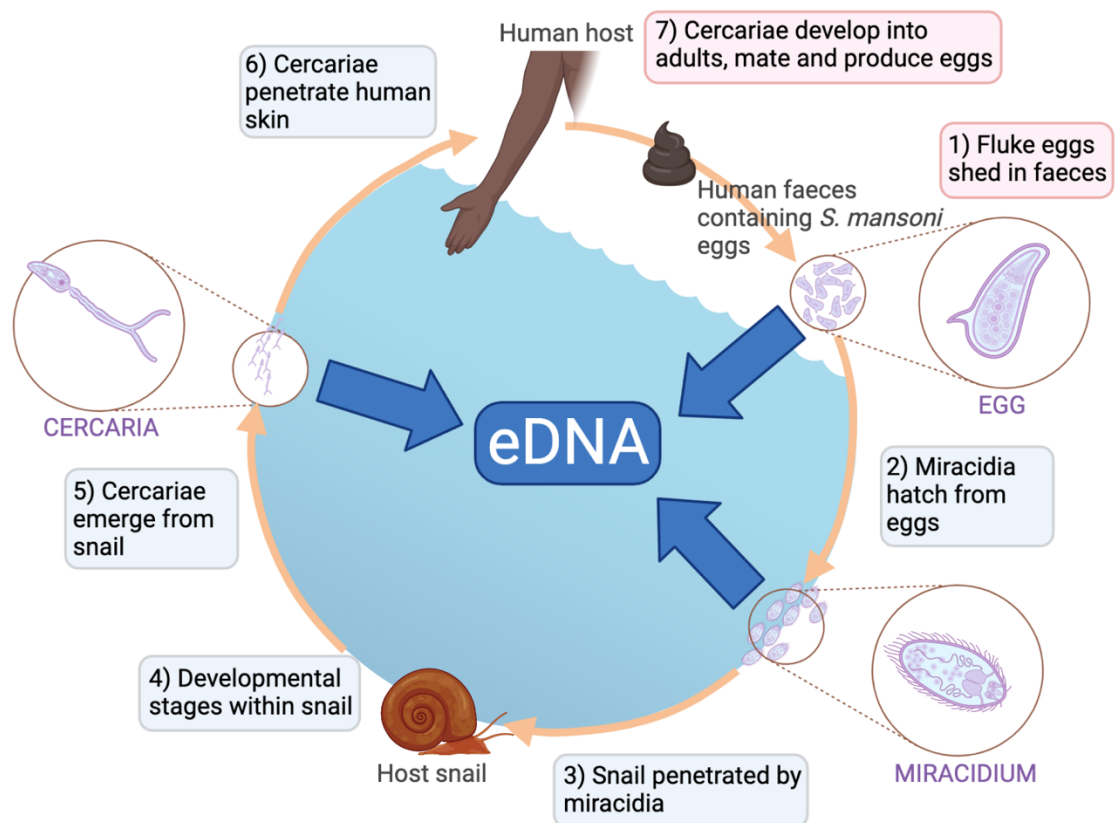 Human host
7) Cercariae develop into
adults, mate and produce eggs
6) Cercariae
penetrate human
skin
1) Fluke eggs
shed in faeces
Human faeces
containing S. mansoni
eggs
CERCARIA
EGG
eDNA
2) Miracidia
hatch from
eggs
5) Cercariae
emerge from
snail
4) Developmental
stages within snail
Host snail
3) Snail penetrated by
miracidia
MIRACIDIUM